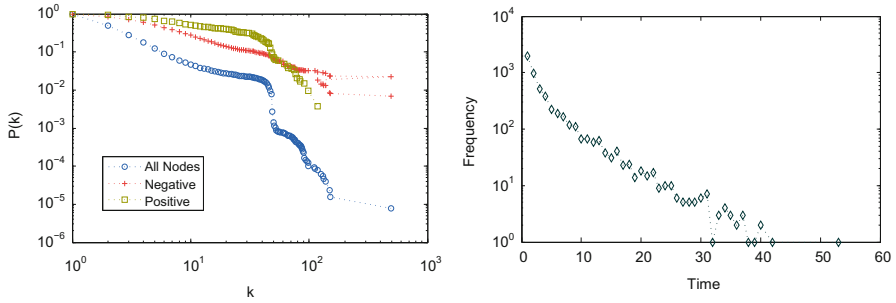 10^0
10^-1
10^-2
10^-3
10^-4
10^-5
10^-6
P(k)
All Nodes
Negative
Positive
10^0 10^1 10^2 10^3
k
10^4
10^3
10^2
10^1
10^0
Frequency
0 10 20 30 40 50 60
Time